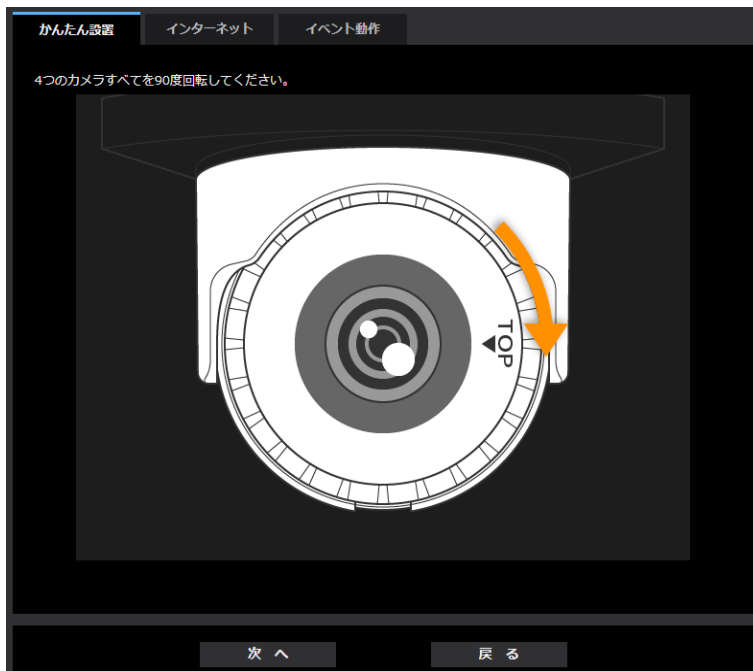 かんたん設置 インターネット イベント動作
4つのカメラすべてを90度回転してください。
TOP
次 へ 戻 る